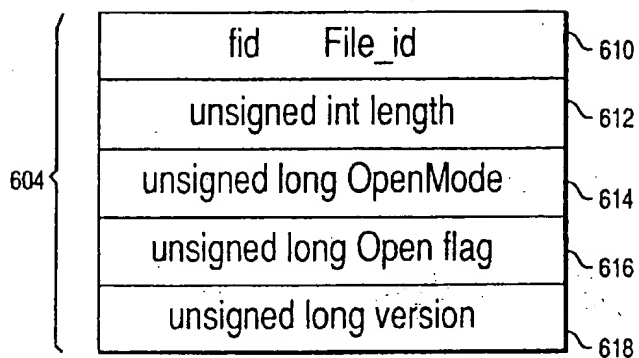 fid File_id 610
unsigned int length 612
604 unsigned long OpenMode 614
unsigned long Open flag 616
unsigned long version 618